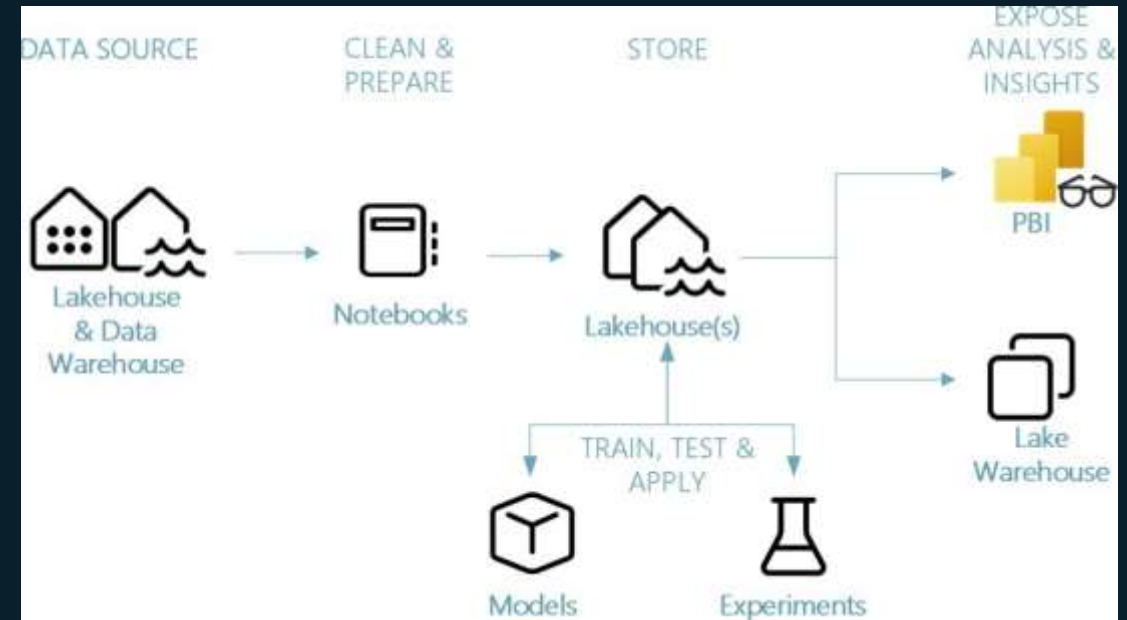 DATA SOURCE
CLEAN &
PREPARE
STORE
EXPOSE
ANALYSIS &
INSIGHTS
Lakehouse
& Data
Warehouse
Notebooks
Lakehouse(s)
PBI
Lake
Warehouse
TRAIN, TEST &
APPLY
Models
Experiments